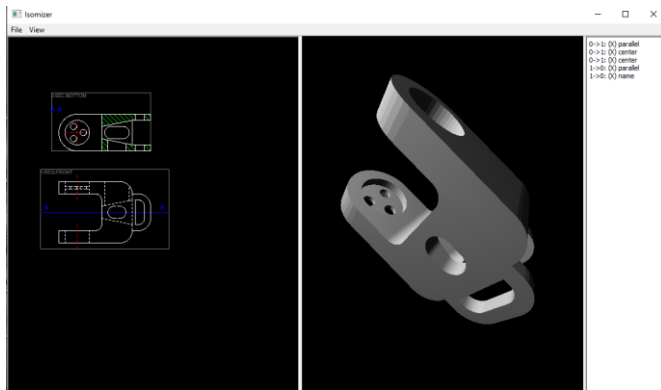 Isomizer
File View
A-A
A A
0->1: (X) parallel
0->1: (X) center
0->1: (X) center
1->0: (X) parallel
1->0: (X) name